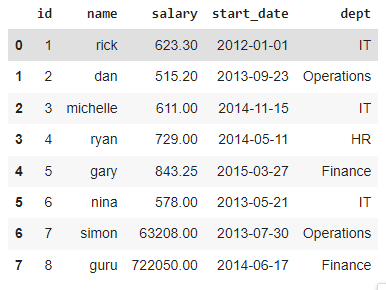 id name salary start_date dept
0 1 rick 623.30 2012-01-01 IT
1 2 dan 515.20 2013-09-23 Operations
2 3 michelle 611.00 2014-11-15 IT
3 4 ryan 729.00 2014-05-11 HR
4 5 gary 843.25 2015-03-27 Finance
5 6 nina 578.00 2013-05-21 IT
6 7 simon 63208.00 2013-07-30 Operations
7 8 guru 722050.00 2014-06-17 Finance